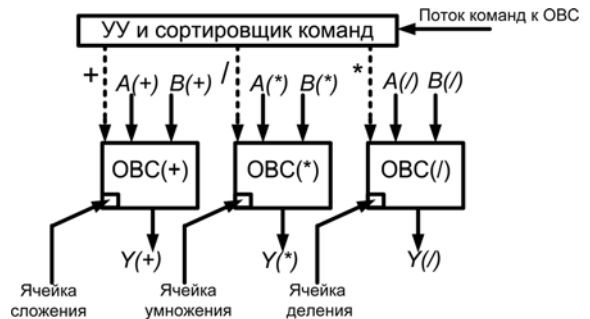 Поток команд к ОВС
УУ и сортировщик команд
+ A(+) B(+) / A(*) B(*) * A(/) B(/)
ОВС(+) ОВС(*) ОВС(/)
Y(+) Y(*) Y(/)
Ячейка сложения
Ячейка умножения
Ячейка деления